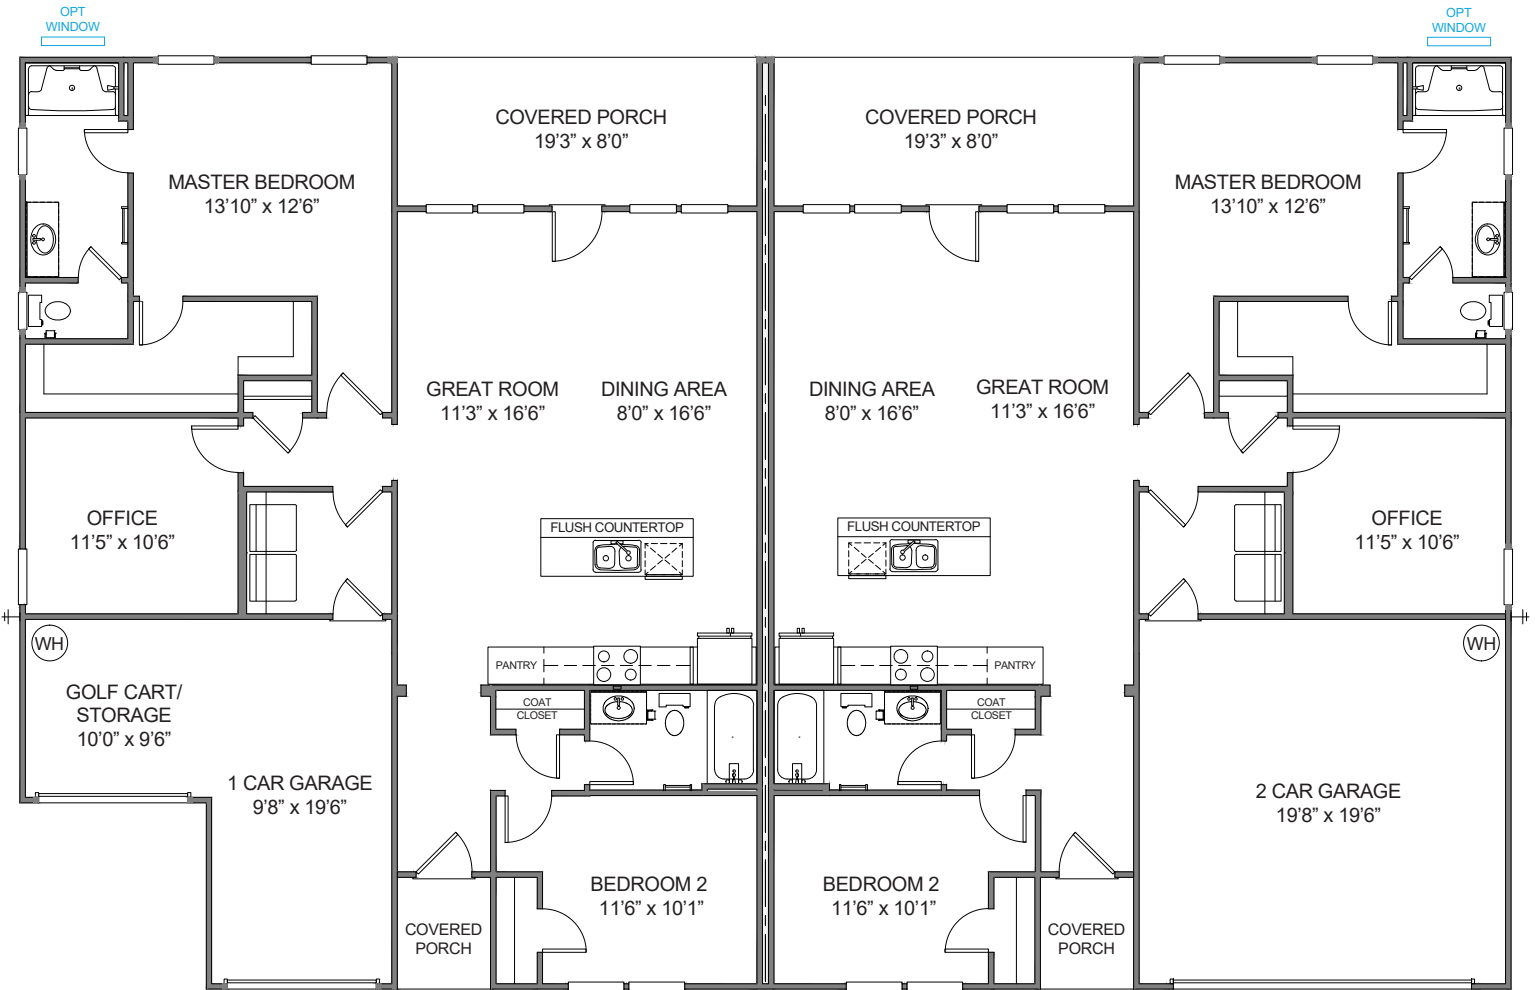 OPT
WINDOW
OPT
WINDOW
COVERED PORCH
19'3” x 8'0”
COVERED PORCH
19'3” x 8'0”
MASTER BEDROOM
13'10” x 12'6”
MASTER BEDROOM
13'10” x 12'6”
GREAT ROOM
11'3” x 16'6”
DINING AREA
8'0” x 16'6”
DINING AREA
8'0” x 16'6”
GREAT ROOM
11'3” x 16'6”
OFFICE
11'5” x 10'6”
FLUSH COUNTERTOP
FLUSH COUNTERTOP
OFFICE
11'5” x 10'6”
WH
WH
PANTRY
PANTRY
GOLF CART/
STORAGE
10'0” x 9'6”
COAT
CLOSET
COAT
CLOSET
1 CAR GARAGE
9'8” x 19'6”
2 CAR GARAGE
19'8” x 19'6”
BEDROOM 2
11'6” x 10'1”
BEDROOM 2
11'6” x 10'1”
COVERED
PORCH
COVERED
PORCH